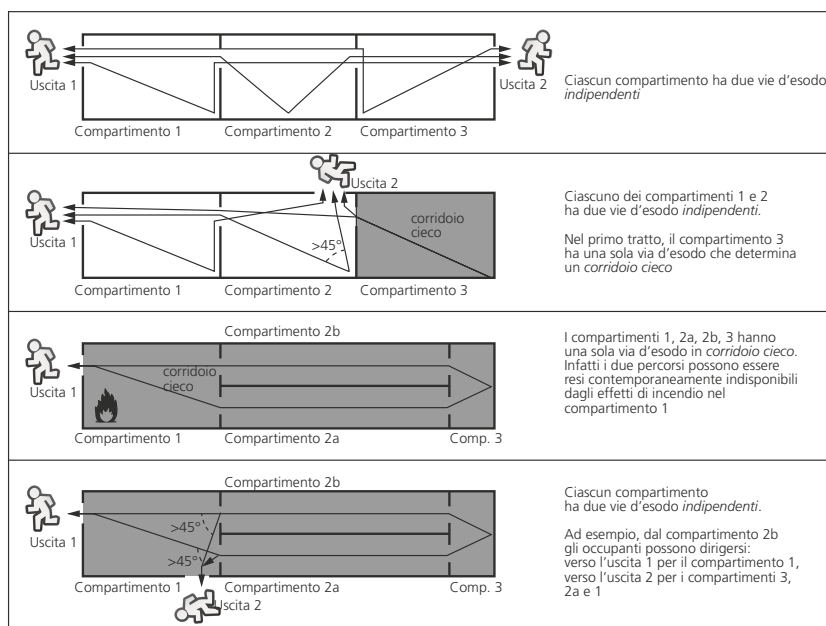 Uscita 1
Uscita 2
Compartimento 1
Compartimento 2
Compartimento 3
Ciascun compartimento ha due vie d'esodo
indipendenti
Uscita 2
Uscita 1
corridoio
cieco
>45°
Compartimento 1
Compartimento 2
Compartimento 3
Ciascuno dei compartimenti 1 e 2
ha due vie d'esodo indipendenti.
Nel primo tratto, il compartimento 3
ha una sola via d'esodo che determina
un corridoio cieco
Compartimento 2b
Uscita 1
corridoio
cieco
Compartimento 1
Compartimento 2a
Comp. 3
I compartimenti 1, 2a, 2b, 3 hanno
una sola via d'esodo in corridoio cieco.
Infatti i due percorsi possono essere
resi contemporaneamente indisponibili
dagli effetti di incendio nel
compartimento 1
Compartimento 2b
Uscita 1
>45°
>45°
Compartimento 1
Compartimento 2a
Comp. 3
Uscita 2
Ciascun compartimento
ha due vie d'esodo indipendenti.
Ad esempio, dal compartimento 2b
gli occupanti possono dirigersi:
verso l'uscita 1 per il compartimento 1,
verso l'uscita 2 per i compartimenti 3,
2a e 1